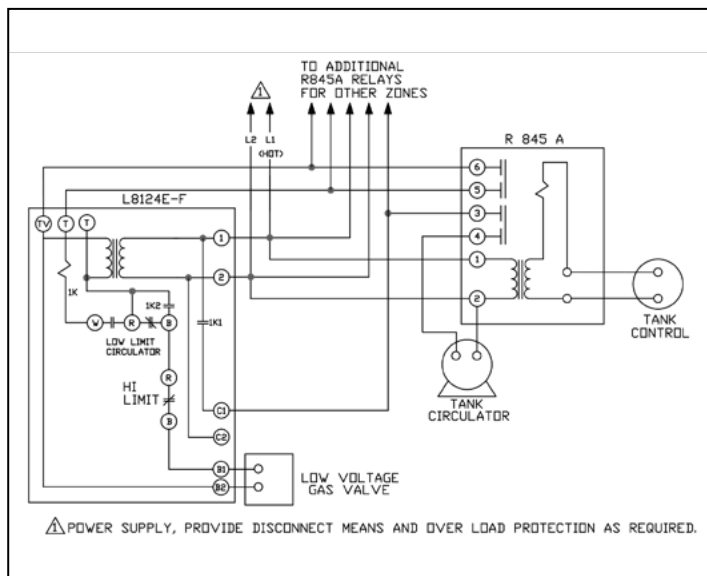 TO ADDITIONAL
R845A RELAYS
FOR OTHER ZONES
1
L2 L1
(HOT)
R 845 A
6
5
3
4
1
2
TANK
CONTROL
TANK
CIRCULATOR
L8124E-F
TV T T
1
2
1K
1K2
1K1
W R B
LOW LIMIT
CIRCULATOR
R
HI
LIMIT
B
C1
C2
B1
B2
LOW VOLTAGE
GAS VALVE
1 POWER SUPPLY, PROVIDE DISCONNECT MEANS AND OVER LOAD PROTECTION AS REQUIRED.